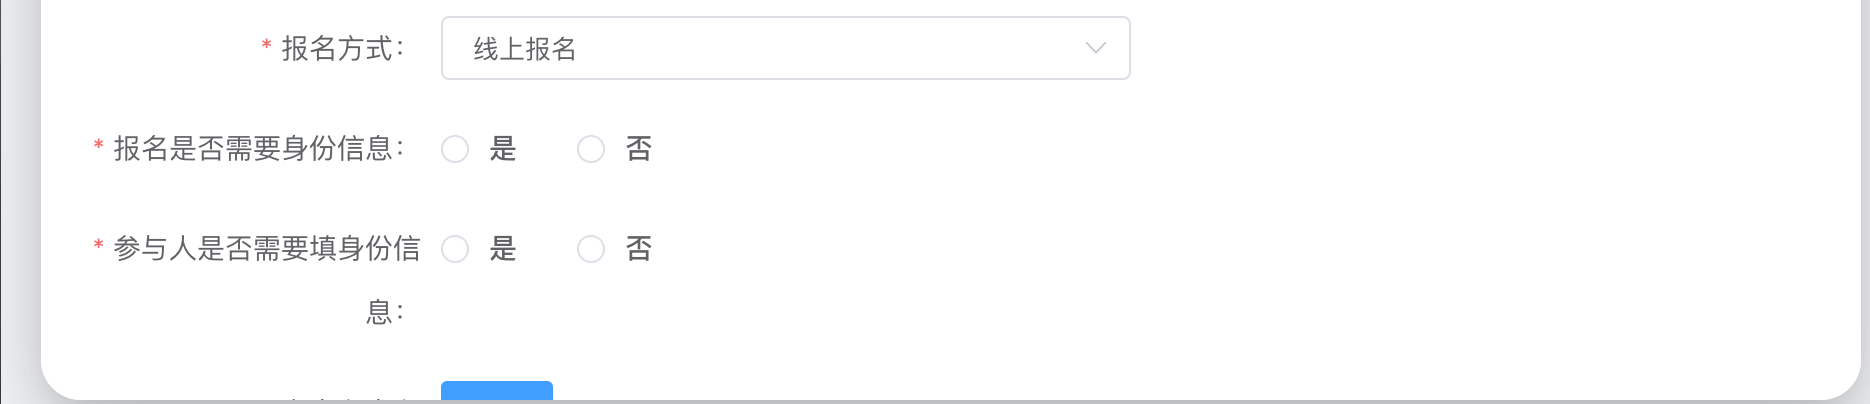 * 报名方式： 线上报名
* 报名是否需要身份信息： 是 否
* 参与人是否需要填身份信 是 否
息：